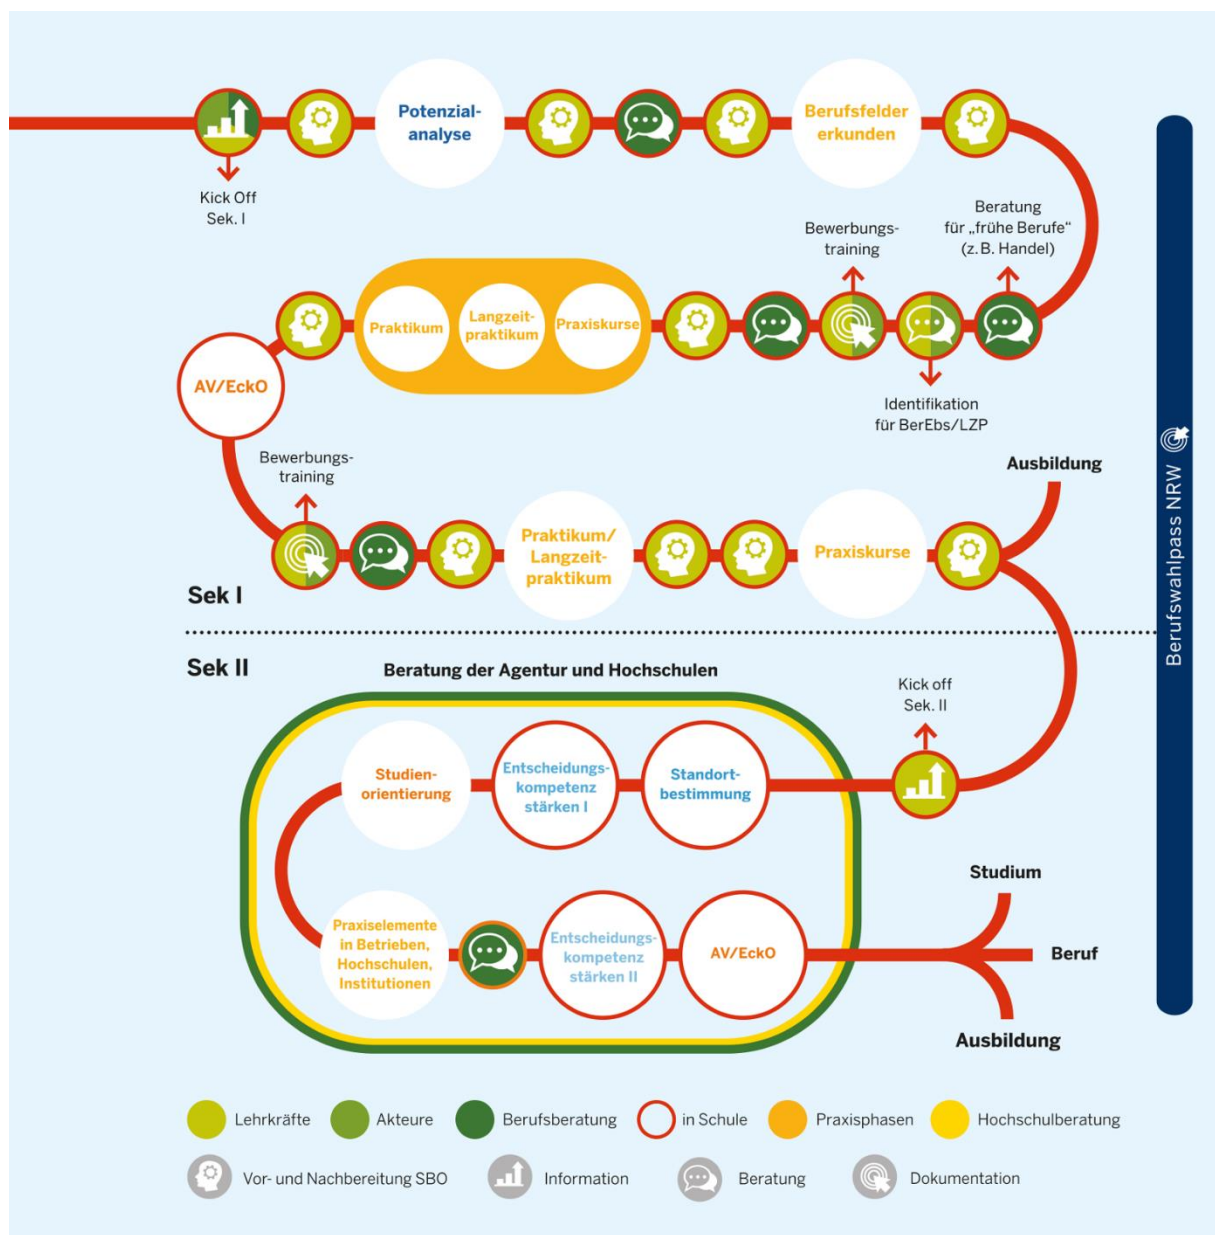 Potenzial-
analyse
Berufsfelder
erkunden
Kick Off
Sek. I
Beratung
für „frühe Berufe“
(z. B. Handel)
Bewerbungs-
training
Praktikum
Langzeit-
praktikum
Praxiskurse
AV/EckO
Identifikation
für BerEbs/LZP
Bewerbungs-
training
Ausbildung
Praktikum/
Langzeit-
praktikum
Praxiskurse
Sek I
Berufswahlpass NRW
Sek II
Beratung der Agentur und Hochschulen
Kick off
Sek. II
Studien-
orientierung
Entscheidungs-
kompetenz
stärken I
Standort-
bestimmung
Studium
Praxiselemente
in Betrieben,
Hochschulen,
Institutionen
Entscheidungs-
kompetenz
stärken II
AV/EckO
Beruf
Ausbildung
Lehrkräfte
Akteure
Berufsberatung
in Schule
Praxisphasen
Hochschulberatung
Vor- und Nachbereitung SBO
Information
Beratung
Dokumentation